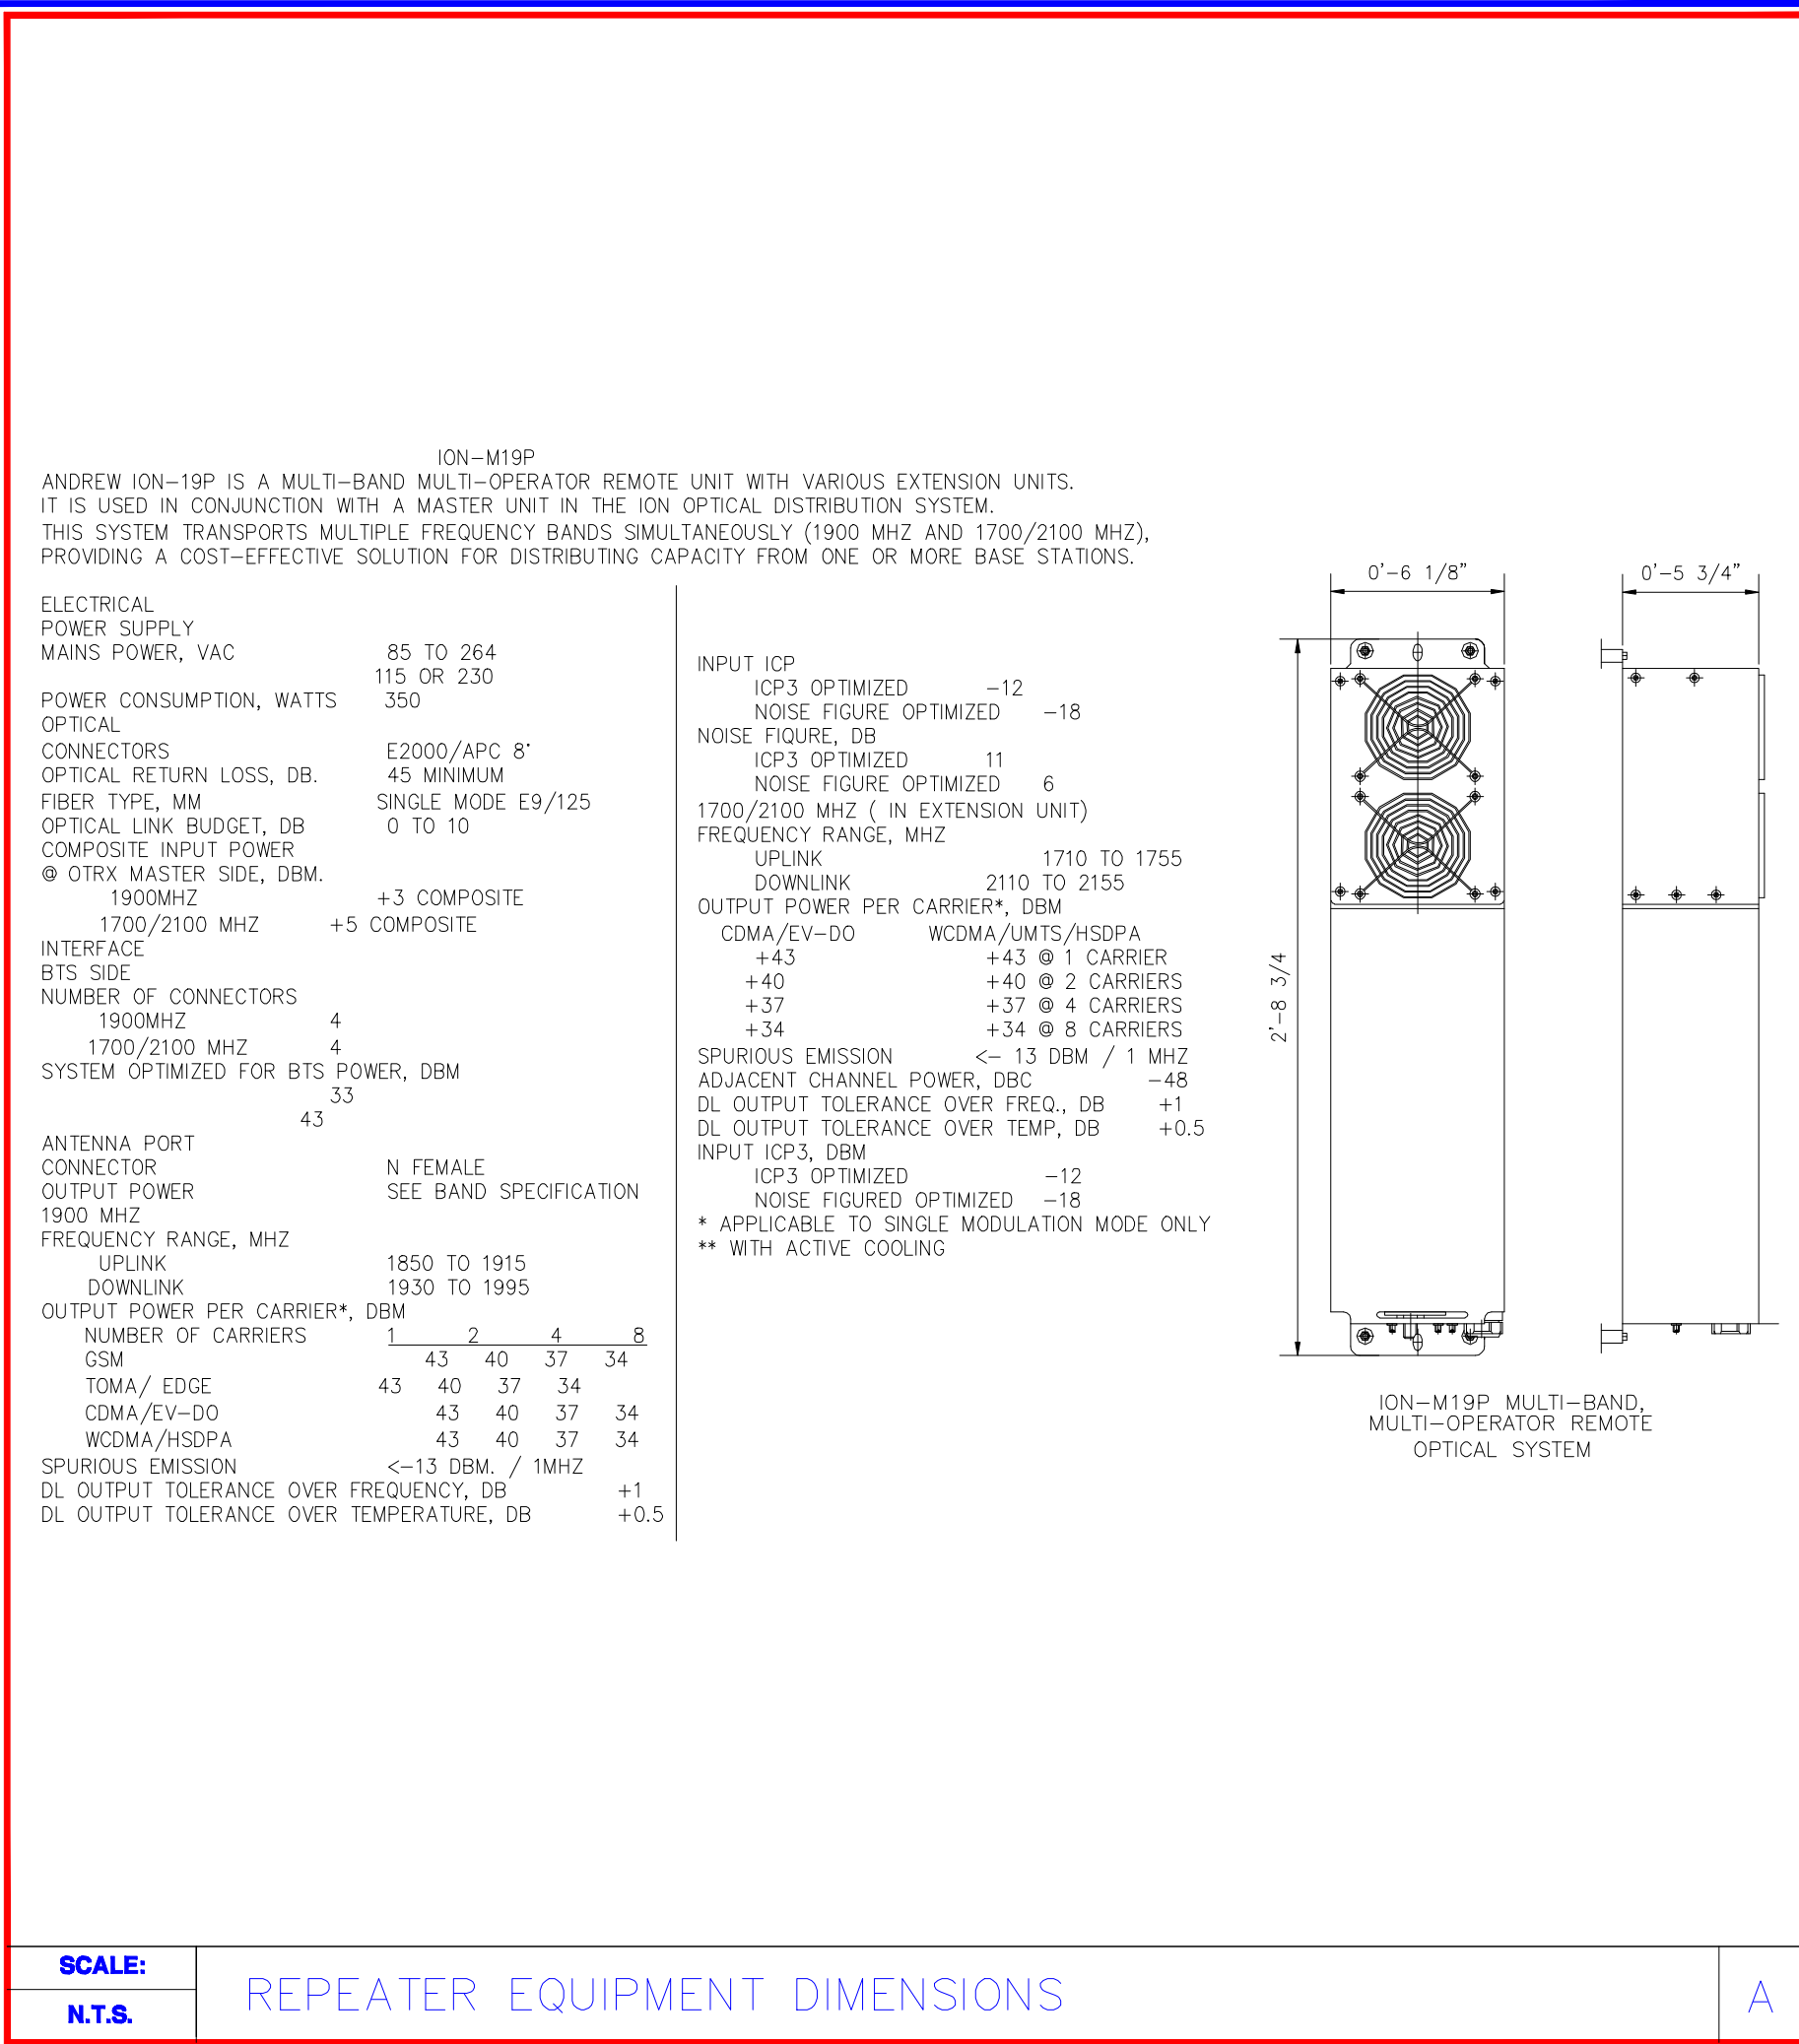 ION-M19P
ANDREW ION-19P IS A MULTI-BAND MULTI-OPERATOR REMOTE UNIT WITH VARIOUS EXTENSION UNITS.
IT IS USED IN CONJUNCTION WITH A MASTER UNIT IN THE ION OPTICAL DISTRIBUTION SYSTEM.
THIS SYSTEM TRANSPORTS MULTIPLE FREQUENCY BANDS SIMULTANEOUSLY (1900 MHZ AND 1700/2100 MHZ),
PROVIDING A COST-EFFECTIVE SOLUTION FOR DISTRIBUTING CAPACITY FROM ONE OR MORE BASE STATIONS.
ELECTRICAL
POWER SUPPLY
MAINS POWER, VAC 85 TO 264
115 OR 230
POWER CONSUMPTION, WATTS 350
OPTICAL
CONNECTORS E2000/APC 8'
OPTICAL RETURN LOSS, DB. 45 MINIMUM
FIBER TYPE, MM SINGLE MODE E9/125
OPTICAL LINK BUDGET, DB 0 TO 10
COMPOSITE INPUT POWER
@ OTRX MASTER SIDE, DBM.
1900MHZ +3 COMPOSITE
1700/2100 MHZ +5 COMPOSITE
INTERFACE
BTS SIDE
NUMBER OF CONNECTORS
1900MHZ 4
1700/2100 MHZ 4
SYSTEM OPTIMIZED FOR BTS POWER, DBM
33
43
ANTENNA PORT
CONNECTOR N FEMALE
OUTPUT POWER SEE BAND SPECIFICATION
1900 MHZ
FREQUENCY RANGE, MHZ
UPLINK 1850 TO 1915
DOWNLINK 1930 TO 1995
OUTPUT POWER PER CARRIER*, DBM
NUMBER OF CARRIERS 1 2 4 8
GSM 43 40 37 34
TOMA/ EDGE 43 40 37 34
CDMA/EV-DO 43 40 37 34
WCDMA/HSDPA 43 40 37 34
SPURIOUS EMISSION <-13 DBM. / 1MHZ
DL OUTPUT TOLERANCE OVER FREQUENCY, DB +1
DL OUTPUT TOLERANCE OVER TEMPERATURE, DB +0.5
INPUT ICP
ICP3 OPTIMIZED -12
NOISE FIGURE OPTIMIZED -18
NOISE FIQURE, DB
ICP3 OPTIMIZED 11
NOISE FIGURE OPTIMIZED 6
1700/2100 MHZ ( IN EXTENSION UNIT)
FREQUENCY RANGE, MHZ
UPLINK 1710 TO 1755
DOWNLINK 2110 TO 2155
OUTPUT POWER PER CARRIER*, DBM
CDMA/EV-DO WCDMA/UMTS/HSDPA
+43 +43 @ 1 CARRIER
+40 +40 @ 2 CARRIERS
+37 +37 @ 4 CARRIERS
+34 +34 @ 8 CARRIERS
SPURIOUS EMISSION <- 13 DBM / 1 MHZ
ADJACENT CHANNEL POWER, DBC -48
DL OUTPUT TOLERANCE OVER FREQ., DB +1
DL OUTPUT TOLERANCE OVER TEMP, DB +0.5
INPUT ICP3, DBM
ICP3 OPTIMIZED -12
NOISE FIGURED OPTIMIZED -18
* APPLICABLE TO SINGLE MODULATION MODE ONLY
** WITH ACTIVE COOLING
0'-6 1/8"
0'-5 3/4"
2'-8 3/4
ION-M19P MULTI-BAND,
MULTI-OPERATOR REMOTE
OPTICAL SYSTEM
SCALE:
N.T.S.
REPEATER EQUIPMENT DIMENSIONS
A